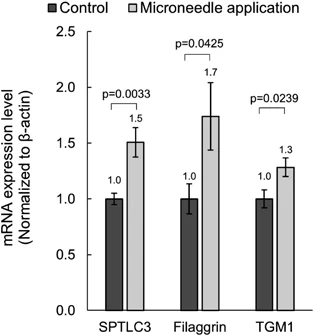 Control Microneedle application
mRNA expression level
(Normalized to β-actin)
2.5
2.0
1.5
1.0
0.5
0.0
p=0.0033
1.0
1.5
p=0.0425
1.0
1.7
p=0.0239
1.0
1.3
SPTLC3 Filaggrin TGM1